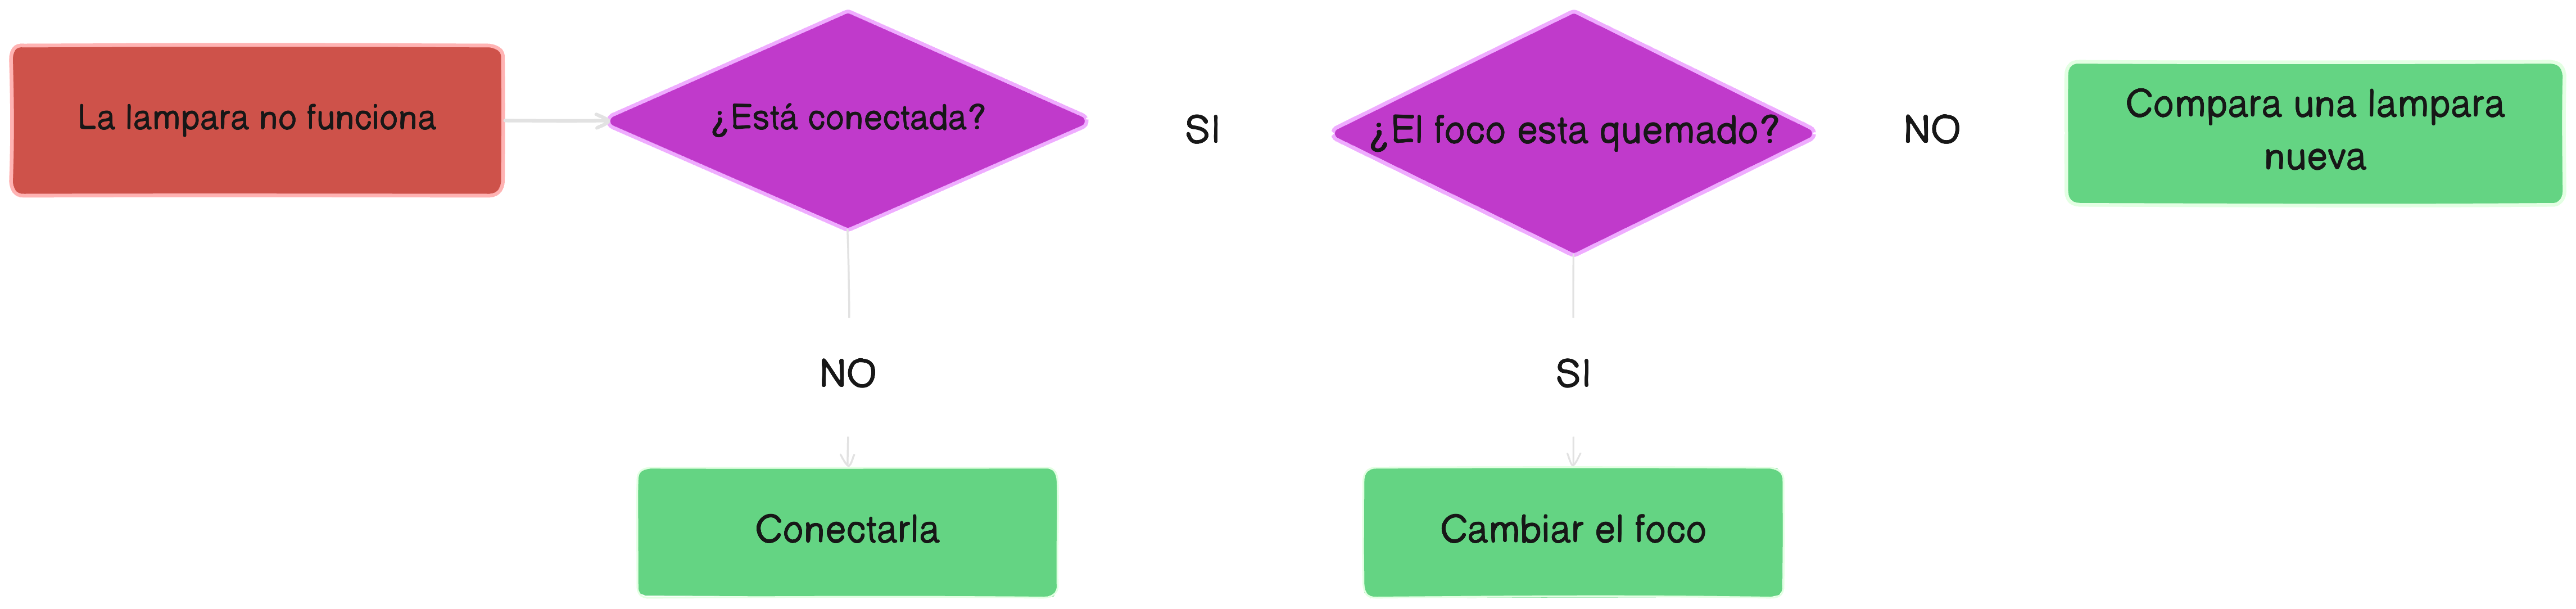 La lampara no funciona
¿Está conectada?
SI
¿El foco esta quemado?
NO
Compara una lampara
nueva
NO
SI
Conectarla
Cambiar el foco